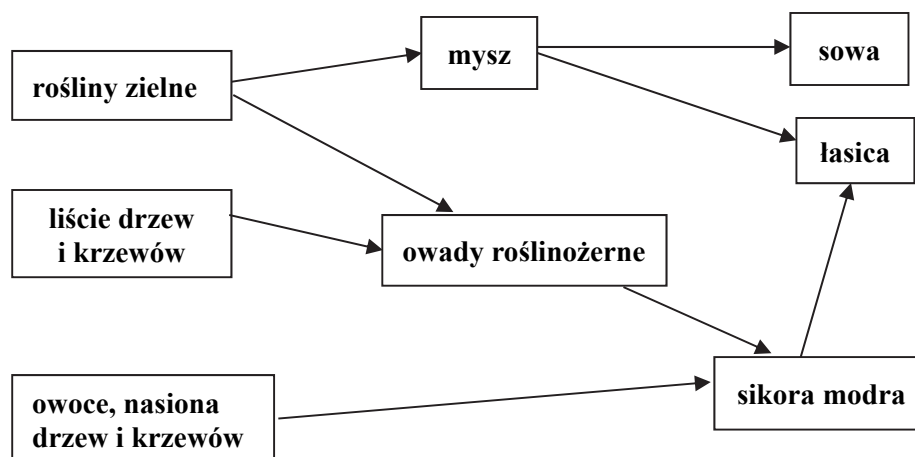 rośliny zielne
mysz
sowa
łasica
liście drzew
i krzewów
owady roślinożerne
sikora modra
owoce, nasiona
drzew i krzewów